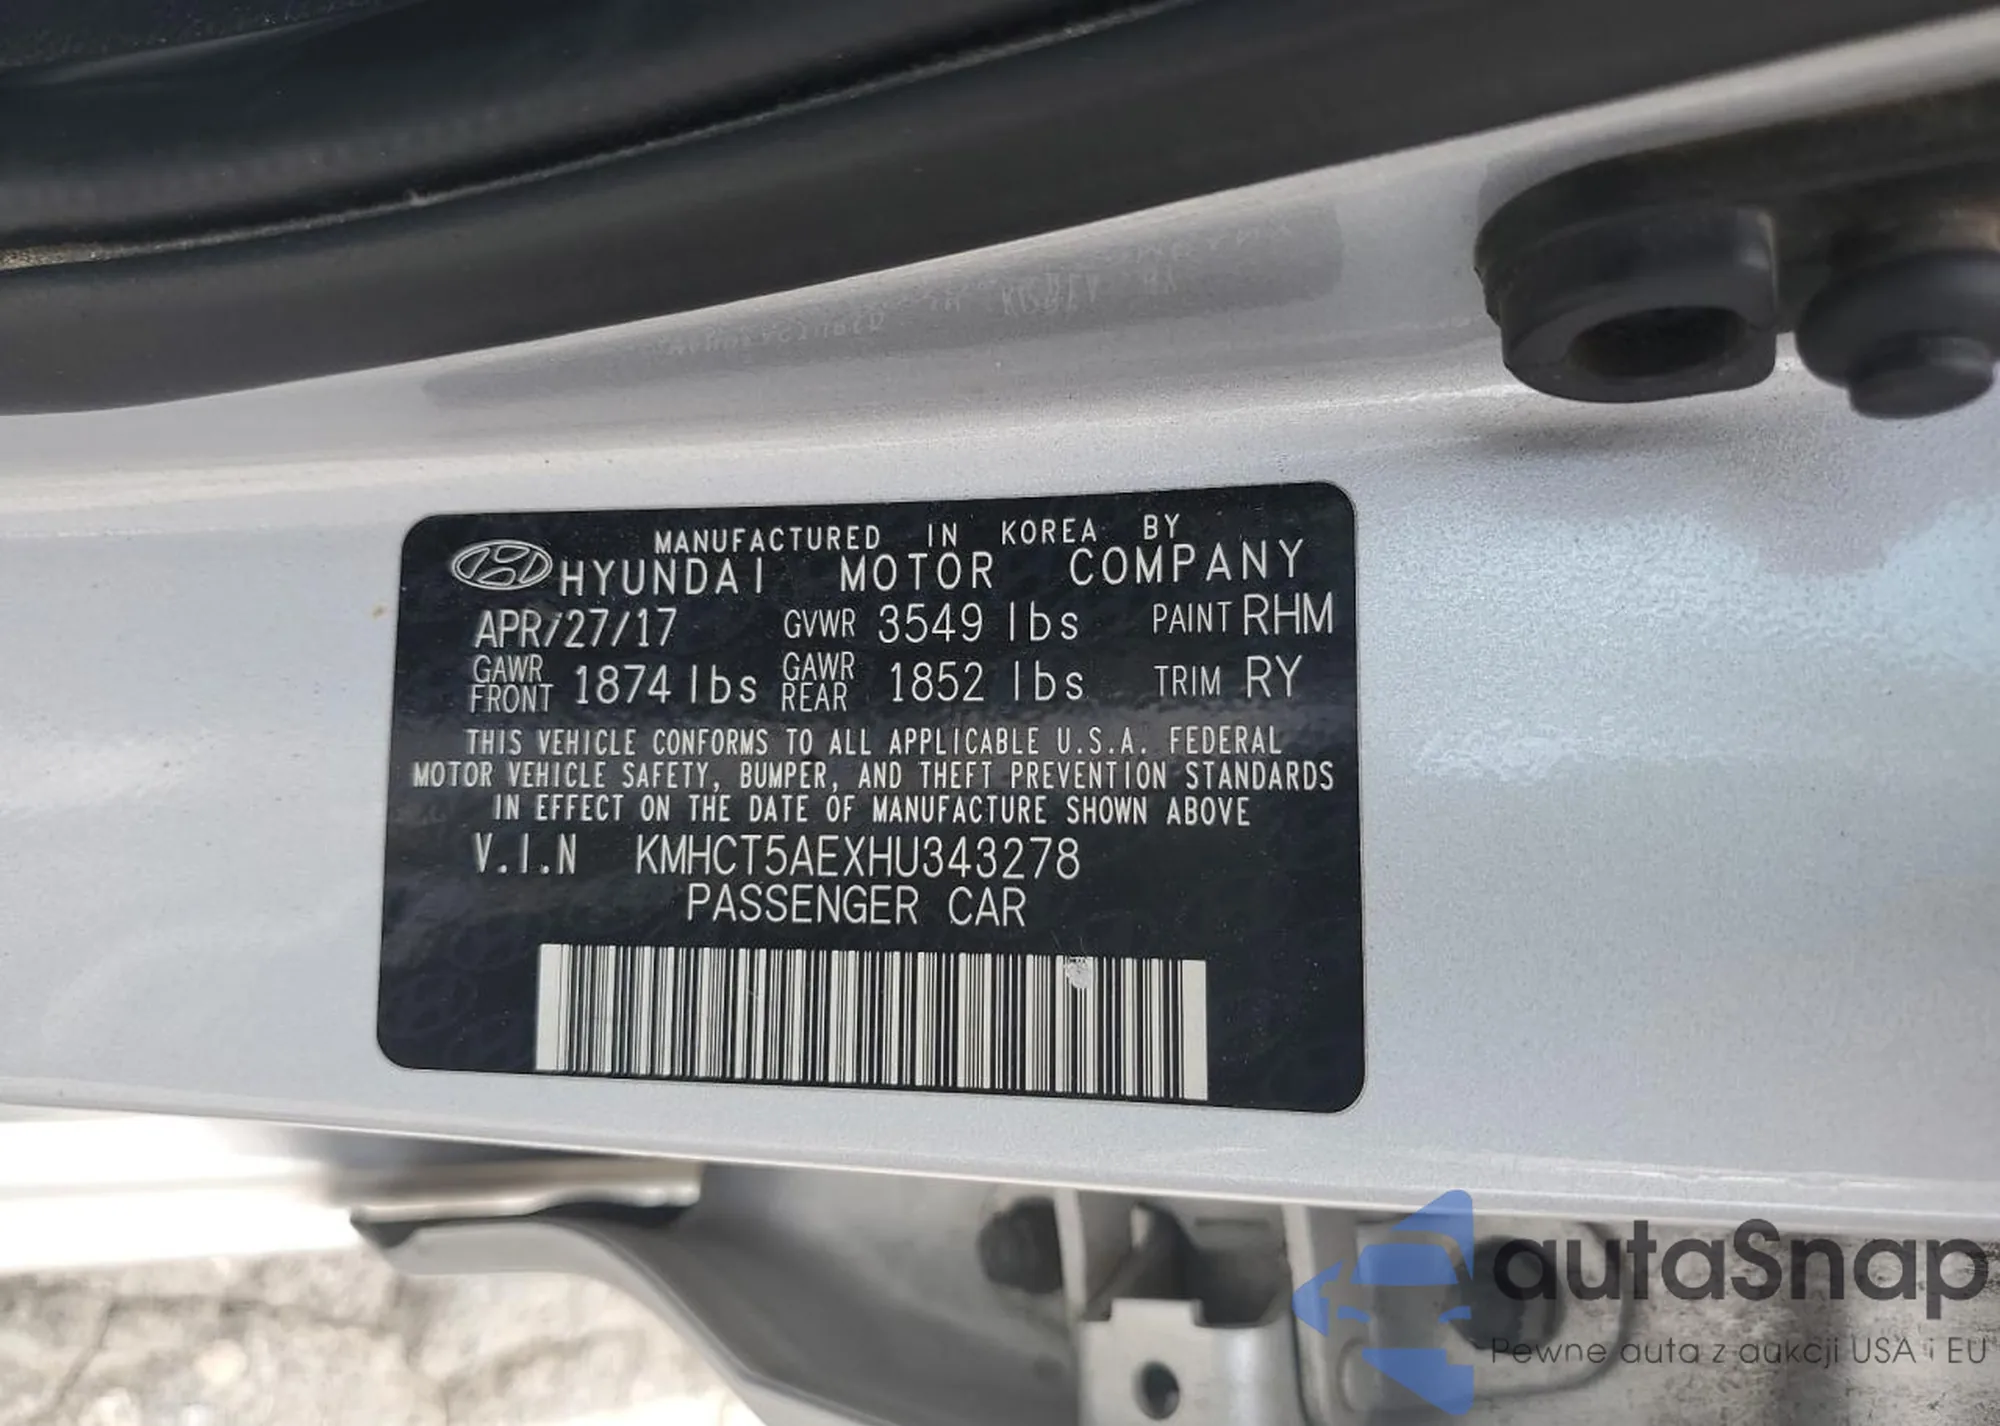 MANUFACTURED IN KOREA BY
HYUNDAI MOTOR COMPANY
APR/27/17 GVWR 3549 lbs PAINT RHM
GAWR FRONT 1874 lbs GAWR REAR 1852 lbs TRIM RY
THIS VEHICLE CONFORMS TO ALL APPLICABLE U.S.A. FEDERAL
MOTOR VEHICLE SAFETY, BUMPER, AND THEFT PREVENTION STANDARDS
IN EFFECT ON THE DATE OF MANUFACTURE SHOWN ABOVE
V.I.N KMHCT5AEXHU343278
PASSENGER CAR
autaSnap
Pewne auta z aukcji USA i EU